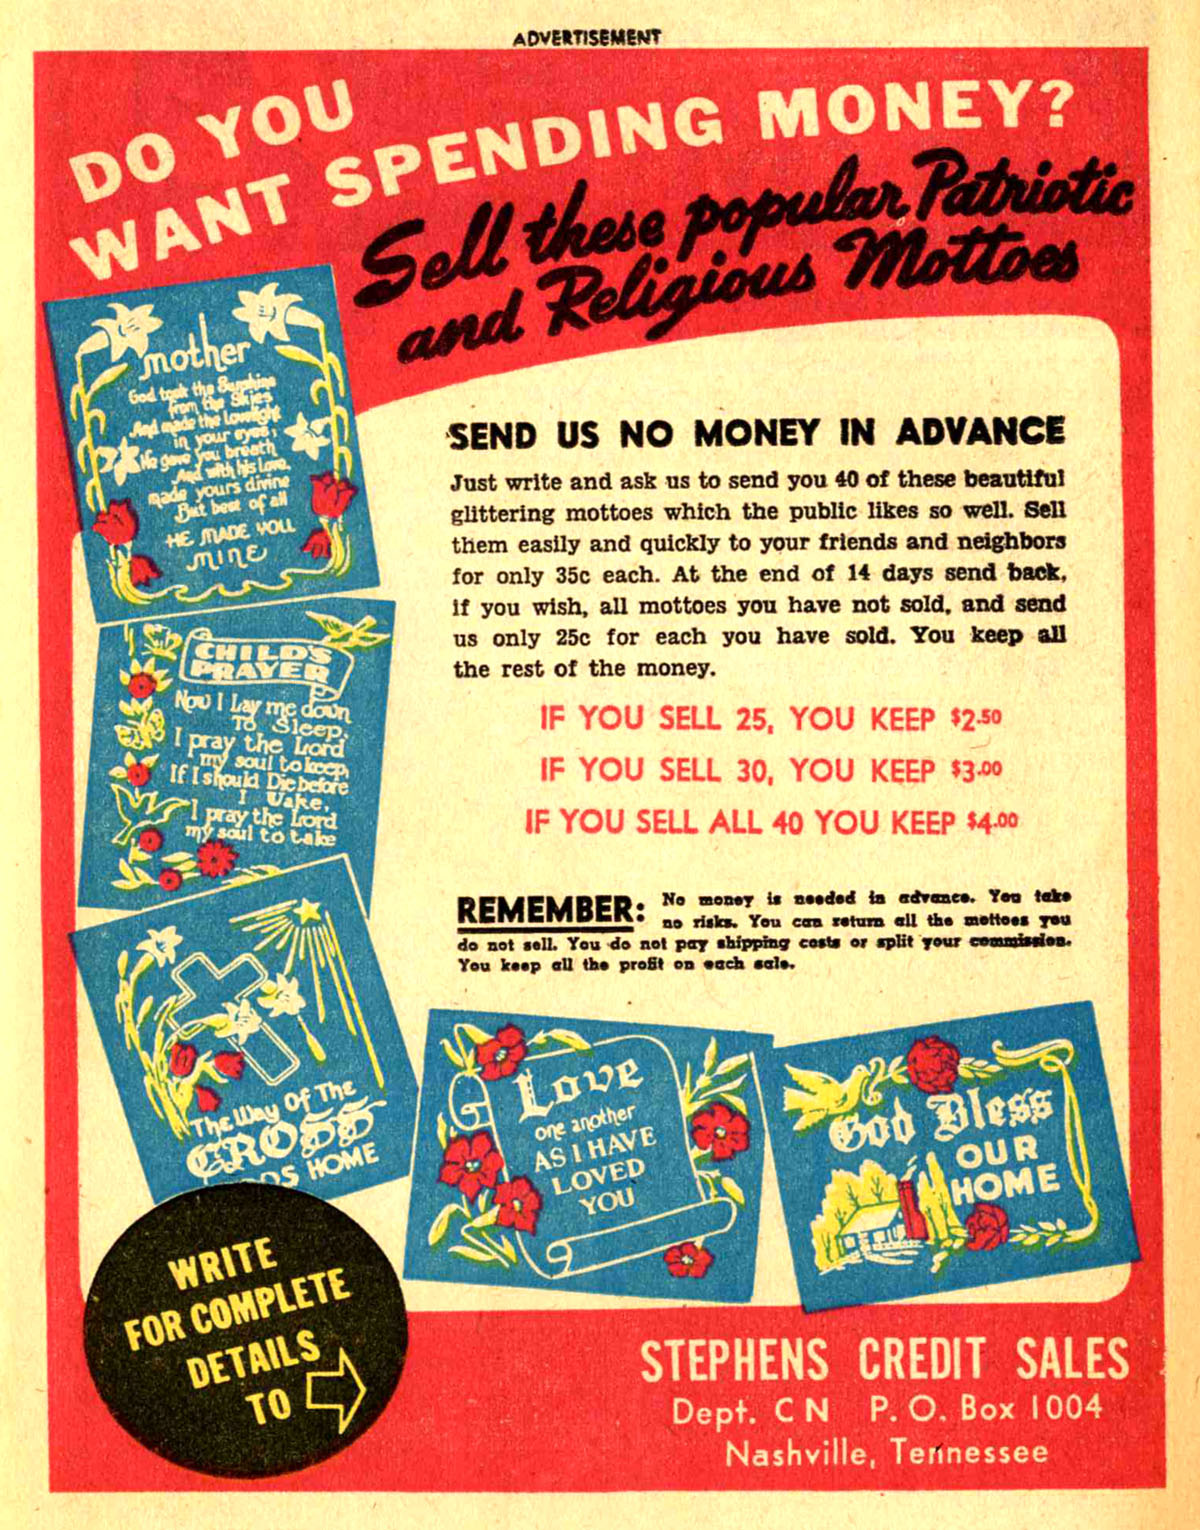 ADVERTISEMENT
DO YOU
WANT SPENDING MONEY?
Sell these popular Patriotic
and Religious Mottoes
mother
God took the Sunshine
from the Skies
And made the Lovelight
in your eyes,
He gave you breath
And with his Love,
made yours divine
But best of all
HE MADE YOU
MINE
CHILD'S
PRAYER
Now I Lay me down
To Sleep,
I pray the Lord
my soul to keep,
If I should Die before
I Wake,
I pray the Lord
my soul to take
The Way Of The
CROSS
HOME
SEND US NO MONEY IN ADVANCE
Just write and ask us to send you 40 of these beautiful
glittering mottoes which the public likes so well. Sell
them easily and quickly to your friends and neighbors
for only 35c each. At the end of 14 days send back,
if you wish, all mottoes you have not sold, and send
us only 25c for each you have sold. You keep all
the rest of the money.
IF YOU SELL 25, YOU KEEP $2.50
IF YOU SELL 30, YOU KEEP $3.00
IF YOU SELL ALL 40 YOU KEEP $4.00
REMEMBER: No money is needed in advance. You take
no risks. You can return all the mottoes you
do not sell. You do not pay shipping costs or split your commission.
You keep all the profit on each sale.
Love
one another
AS I HAVE
LOVED
YOU
God Bless
OUR
HOME
WRITE
FOR COMPLETE
DETAILS
TO
STEPHENS CREDIT SALES
Dept. C N P. O. Box 1004
Nashville, Tennessee